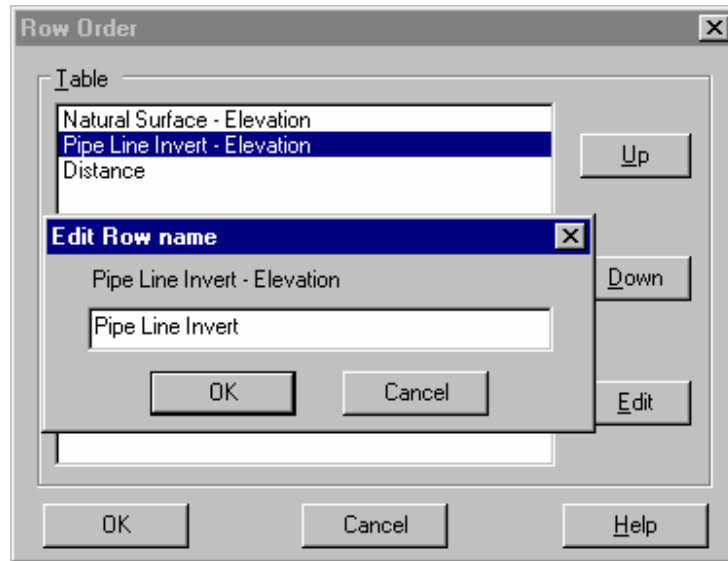 Row Order
Table
Natural Surface - Elevation
Pipe Line Invert - Elevation
Up
Distance
Edit Row name
Pipe Line Invert - Elevation
Down
Pipe Line Invert
OK
Cancel
Edit
OK
Cancel
Help